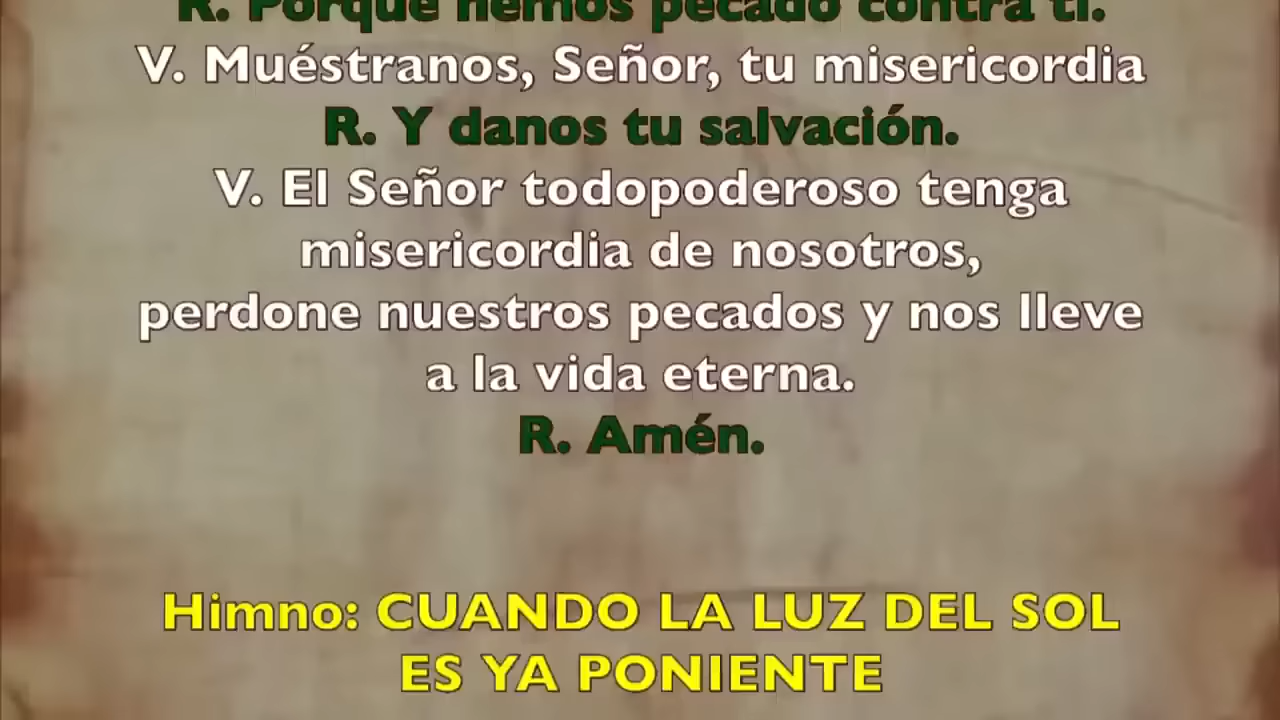 R. Porque hemos pecado contra ti.
V. Muéstranos, Señor, tu misericordia
R. Y danos tu salvación.
V. El Señor todopoderoso tenga
misericordia de nosotros,
perdone nuestros pecados y nos lleve
a la vida eterna.
R. Amén.
Himno: CUANDO LA LUZ DEL SOL
ES YA PONIENTE